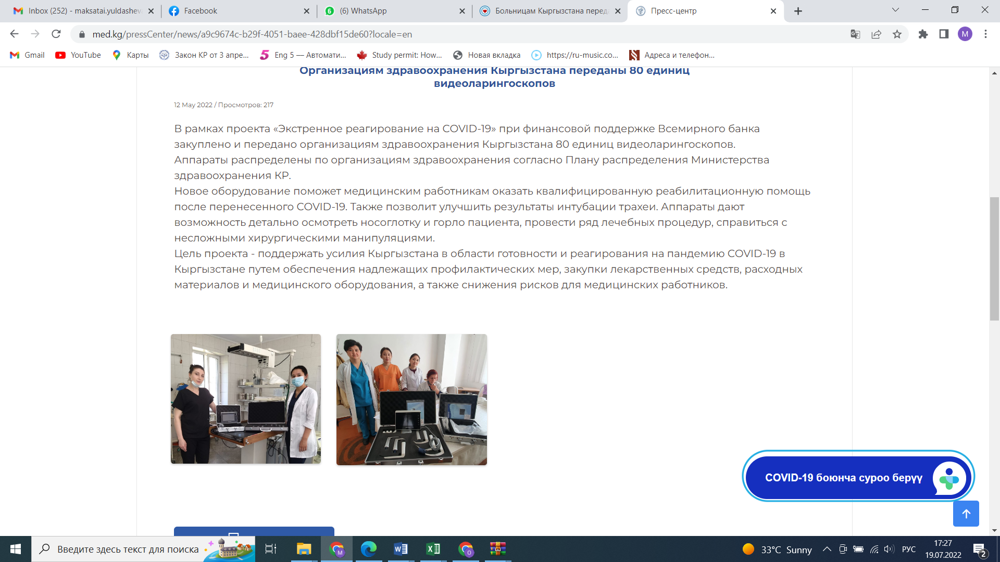 Inbox (252) - maksatai.yuldashev
Facebook
(6) WhatsApp
Больницам Кыргызстана перед
Пресс-центр
med.kg/pressCenter/news/a9c9674c-b29f-4051-baee-428dbf15de60?locale=en
M
Gmail
YouTube
Карты
Закон КР от 3 апре...
Eng 5 — Автомати...
Study permit: How...
Новая вкладка
https://ru-music.co...
Адреса и телефон...
Организациям здравоохранения Кыргызстана переданы 80 единиц
видеоларингоскопов
12 May 2022 / Просмотров: 217
В рамках проекта «Экстренное реагирование на COVID-19» при финансовой поддержке Всемирного банка
закуплено и передано организациям здравоохранения Кыргызстана 80 единиц видеоларингоскопов.
Аппараты распределены по организациям здравоохранения согласно Плану распределения Министерства
здравоохранения КР.
Новое оборудование поможет медицинским работникам оказать квалифицированную реабилитационную помощь
после перенесенного COVID-19. Также позволит улучшить результаты интубации трахеи. Аппараты дают
возможность детально осмотреть носоглотку и горло пациента, провести ряд лечебных процедур, справиться с
несложными хирургическими манипуляциями.
Цель проекта - поддержать усилия Кыргызстана в области готовности и реагирования на пандемию COVID-19 в
Кыргызстане путем обеспечения надлежащих профилактических мер, закупки лекарственных средств, расходных
материалов и медицинского оборудования, а также снижения рисков для медицинских работников.
COVID-19 боюнча суроо берүү
Введите здесь текст для поиска
33°C Sunny
РУС
17:27
19.07.2022
2